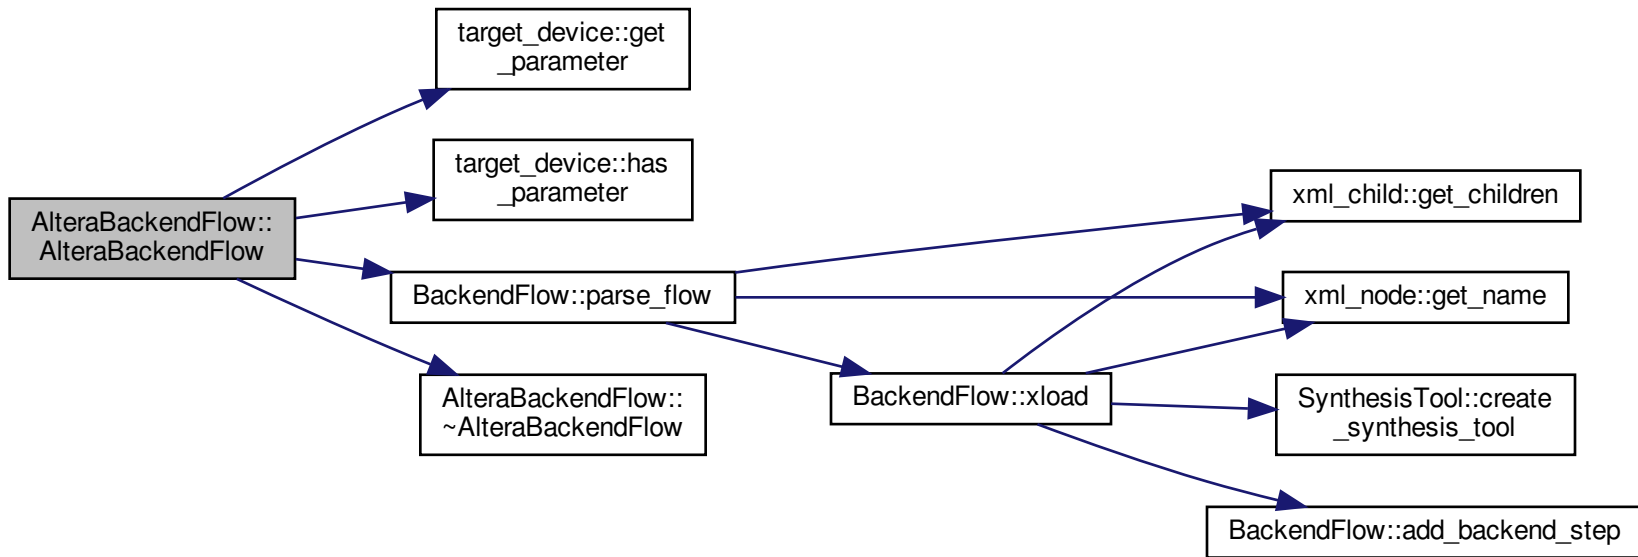 target_device::get
_parameter
target_device::has
_parameter
AlteraBackendFlow::
AlteraBackendFlow
BackendFlow::parse_flow
AlteraBackendFlow::
~AlteraBackendFlow
BackendFlow::xload
xml_child::get_children
xml_node::get_name
SynthesisTool::create
_synthesis_tool
BackendFlow::add_backend_step